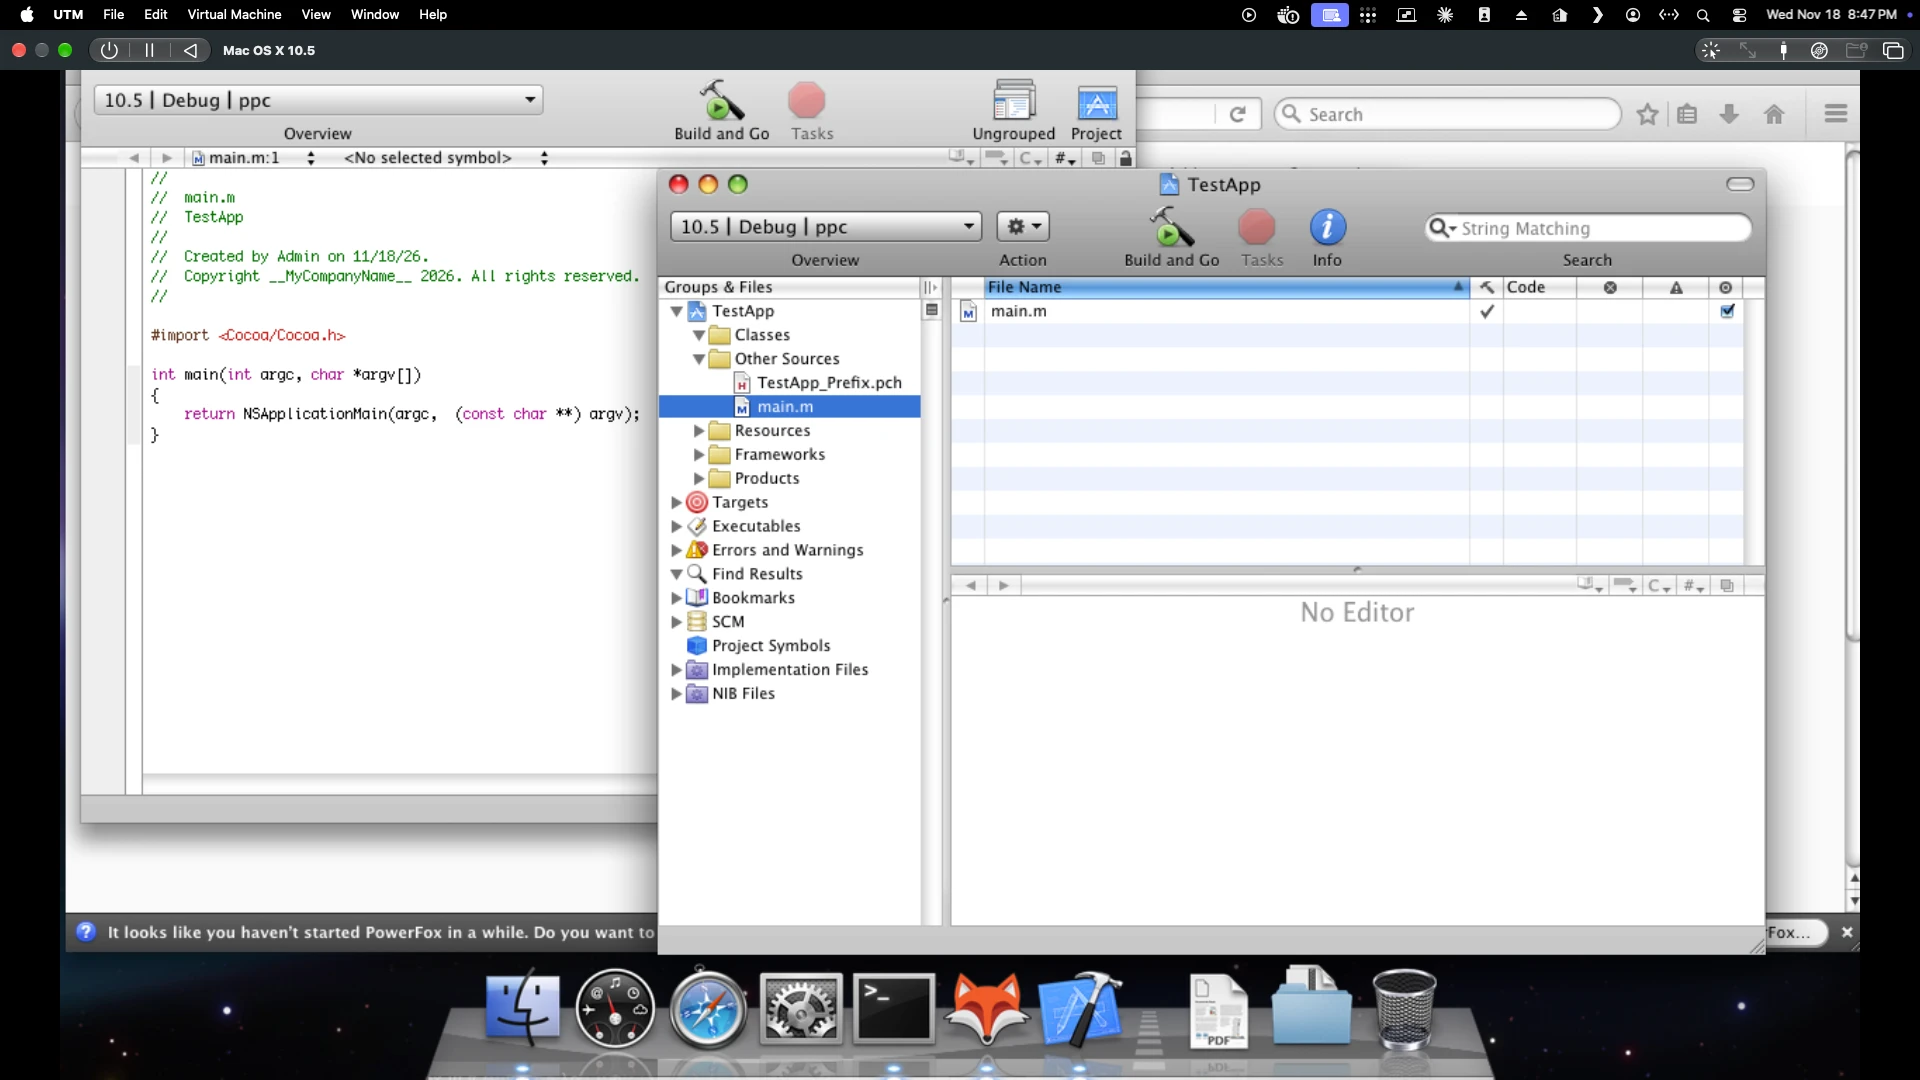 UTM File Edit Virtual Machine View Window Help
Wed Nov 18 8:47 PM
Mac OS X 10.5
10.5 | Debug | ppc
Overview
Build and Go
Tasks
Ungrouped
Project
Search
main.m:1
<No selected symbol>
C
#
//
// main.m
// TestApp
//
// Created by Admin on 11/18/26.
// Copyright __MyCompanyName__ 2026. All rights reserved.
//
#import <Cocoa/Cocoa.h>
int main(int argc, char *argv[])
{
return NSApplicationMain(argc, (const char **) argv);
}
TestApp
10.5 | Debug | ppc
Overview
Action
Build and Go
Tasks
Info
String Matching
Search
Groups & Files
TestApp
Classes
Other Sources
TestApp_Prefix.pch
main.m
Resources
Frameworks
Products
Targets
Executables
Errors and Warnings
Find Results
Bookmarks
SCM
Project Symbols
Implementation Files
NIB Files
File Name
Code
main.m
C
#
No Editor
It looks like you haven't started PowerFox in a while. Do you want to
Fox...
PDF